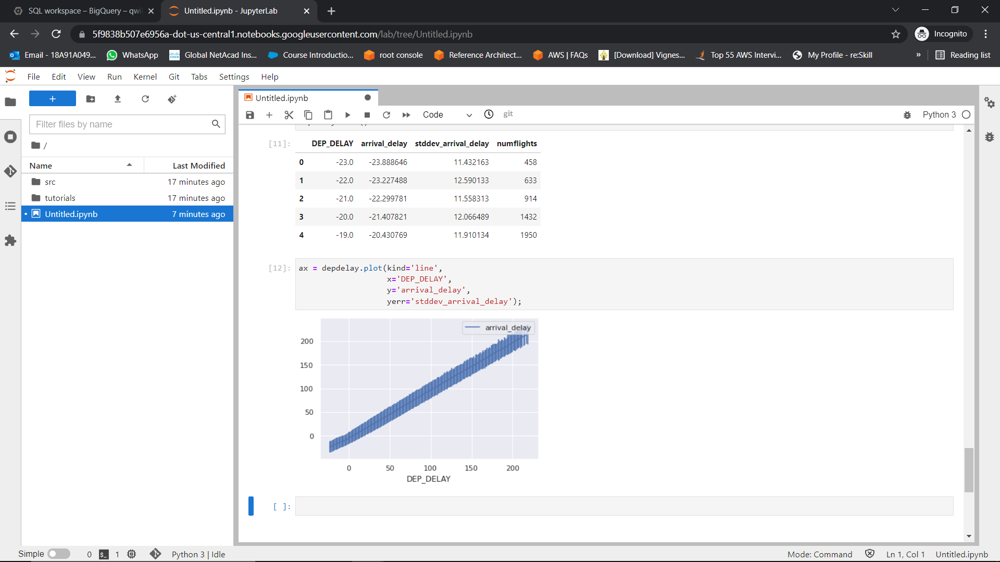 SQL workspace – BigQuery – qwi
Untitled.ipynb - JupyterLab
5f9838b507e6956a-dot-us-central1.notebooks.googleusercontent.com/lab/tree/Untitled.ipynb
Incognito
Email - 18A91A049...
WhatsApp
Global NetAcad Ins...
Course Introductio...
root console
Reference Architect...
AWS | FAQs
[Download] Vignes...
Top 55 AWS Intervi...
My Profile - re:Skill
»
Reading list
File Edit View Run Kernel Git Tabs Settings Help
Untitled.ipynb
Code
git
Python 3
Filter files by name
/
Name Last Modified
src 17 minutes ago
tutorials 17 minutes ago
Untitled.ipynb 7 minutes ago
[11]:
DEP_DELAY arrival_delay stddev_arrival_delay numflights
0 -23.0 -23.888646 11.432163 458
1 -22.0 -23.227488 12.590133 633
2 -21.0 -22.299781 11.558313 914
3 -20.0 -21.407821 12.066489 1432
4 -19.0 -20.430769 11.910134 1950
[12]:
ax = depdelay.plot(kind='line',
x='DEP_DELAY',
y='arrival_delay',
yerr='stddev_arrival_delay');
arrival_delay
200
150
100
50
0
0 50 100 150 200
DEP_DELAY
[ ]:
Simple
0
$_
1
Python 3 | Idle
Mode: Command
Ln 1, Col 1
Untitled.ipynb